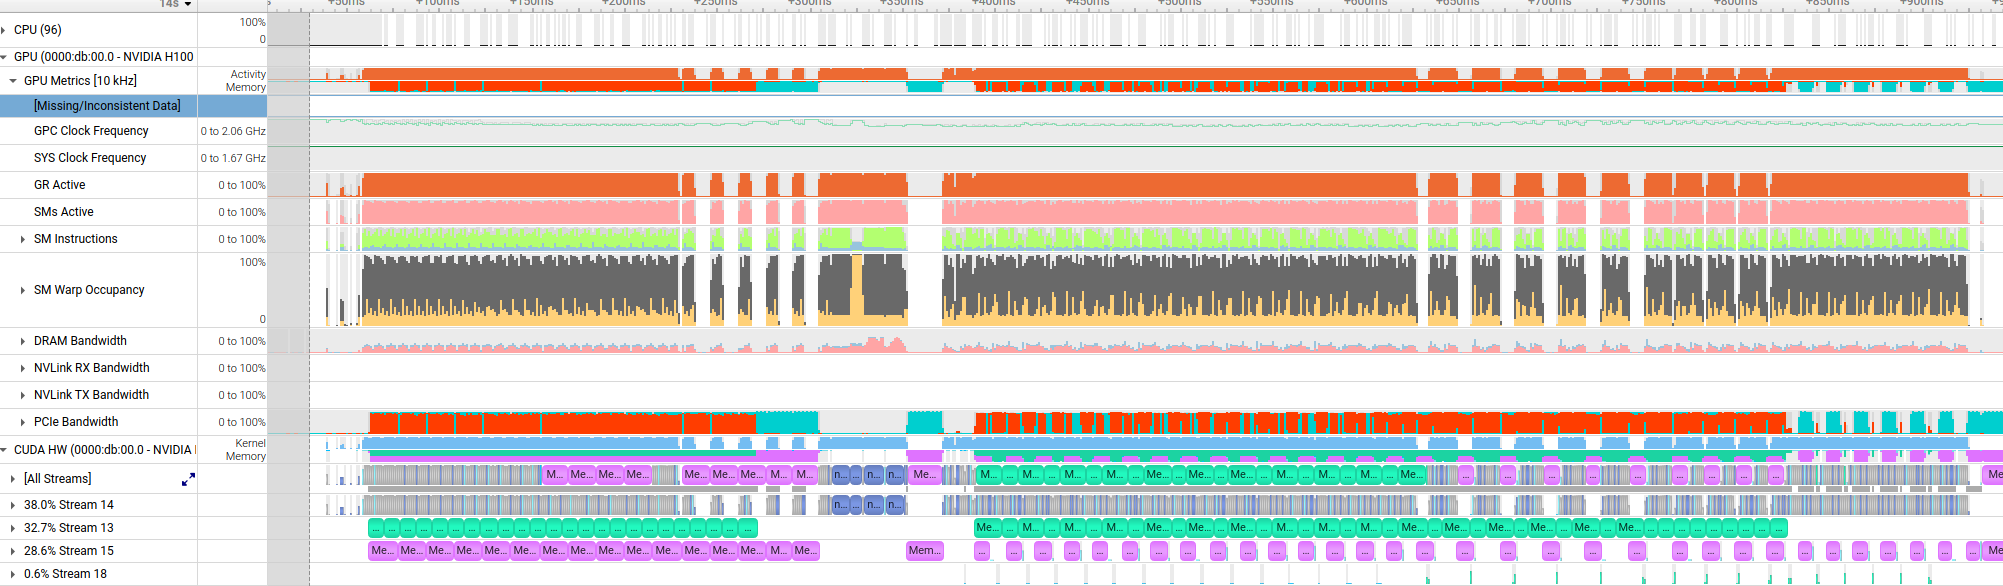 14s +50ms +100ms +150ms +200ms +250ms +300ms +350ms +400ms +450ms +500ms +550ms +600ms +650ms +700ms +750ms +800ms +850ms +900ms
CPU (96) 100%
0
GPU (0000:db:00.0 - NVIDIA H100
GPU Metrics [10 kHz] Activity
Memory
[Missing/Inconsistent Data]
GPC Clock Frequency 0 to 2.06 GHz
SYS Clock Frequency 0 to 1.67 GHz
GR Active 0 to 100%
SMs Active 0 to 100%
SM Instructions 0 to 100%
100%
SM Warp Occupancy
0
DRAM Bandwidth 0 to 100%
NVLink RX Bandwidth 0 to 100%
NVLink TX Bandwidth 0 to 100%
PCIe Bandwidth 0 to 100%
CUDA HW (0000:db:00.0 - NVIDIA Kernel
Memory
[All Streams] M... Me... Me... Me... Me... Me... Me... M... M... n... ... n... n... Me... M... ... M... ... M... ... M... ... Me... ... Me... ... M... ... M... ... M... ... Me... ... ... ... ... ... ... ... ... ... Me
38.0% Stream 14 n... ... n... n...
32.7% Stream 13 ... ... ... ... ... ... ... ... ... ... ... ... ... ... ... ... ... ... ... ... ... Me... ... M... ... M... ... M... ... Me... ... Me... ... M... ... M... ... M... ... Me... ... Me... ... Me... ... Me... ... Me... ... Me... ... ... ... ... ... ... ... ...
28.6% Stream 15 Me... Me... Me... Me... Me... Me... Me... Me... Me... Me... Me... Me... Me... Me... M... Me... Mem... ... ... ... ... ... ... ... ... ... ... ... ... ... ... ... ... ... ... ... ... ... ... ... ... ... ... ... ... ... ... Me
0.6% Stream 18